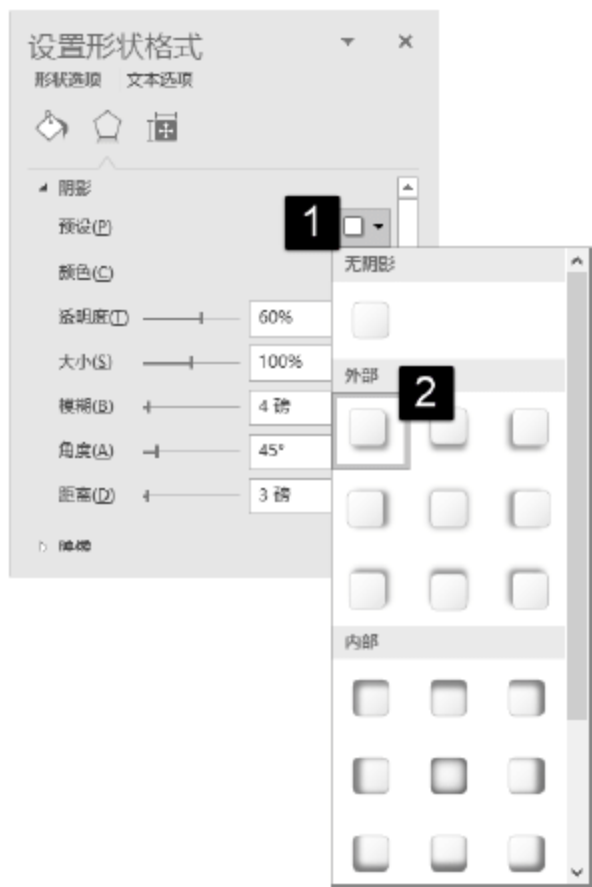 设置形状格式
形状选项 文本选项
阴影
预设(P)
1
颜色(C)
透明度(T) 60%
大小(S) 100%
模糊(B) 4 磅
角度(A) 45°
距离(D) 3 磅
映像
无阴影
外部
2
内部